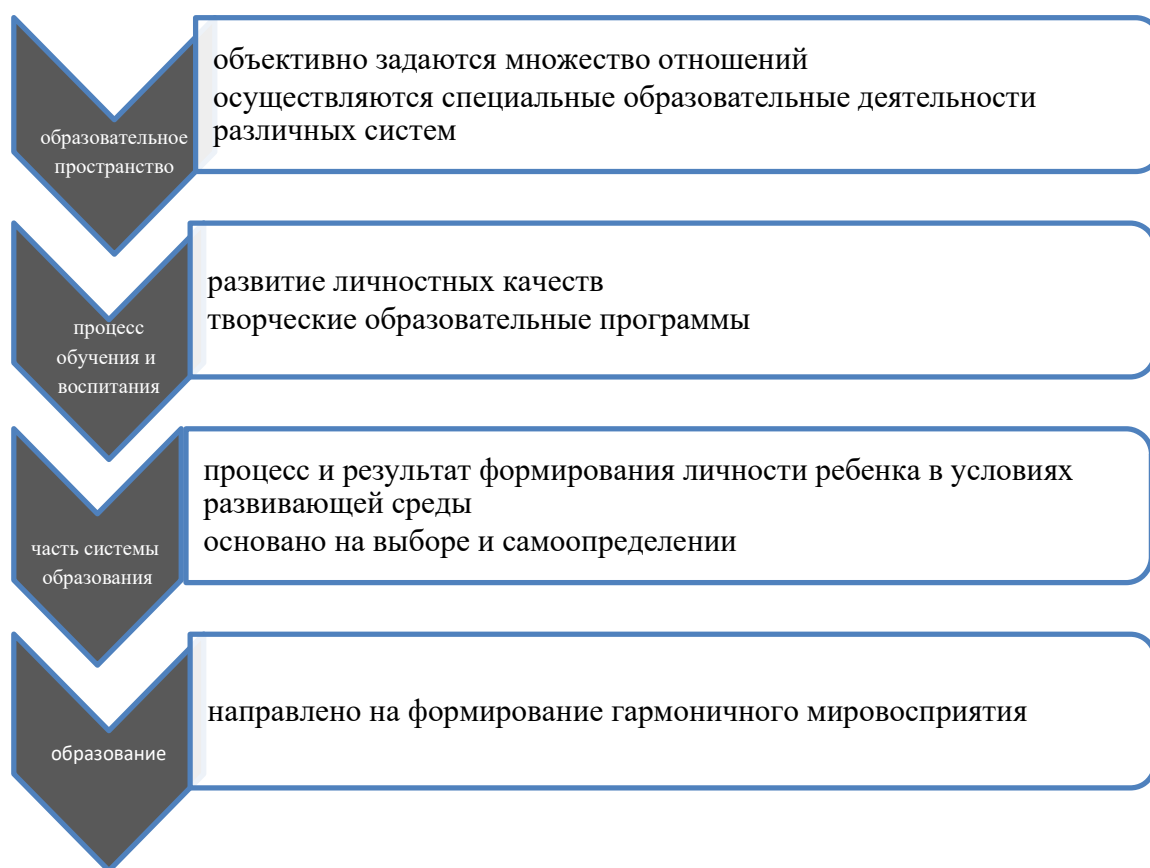 объективно задаются множество отношений
осуществляются специальные образовательные деятельности
различных систем
образовательное
пространство
развитие личностных качеств
творческие образовательные программы
процесс
обучения и
воспитания
процесс и результат формирования личности ребенка в условиях
развивающей среды
основано на выборе и самоопределении
часть системы
образования
направлено на формирование гармоничного мировосприятия
образование